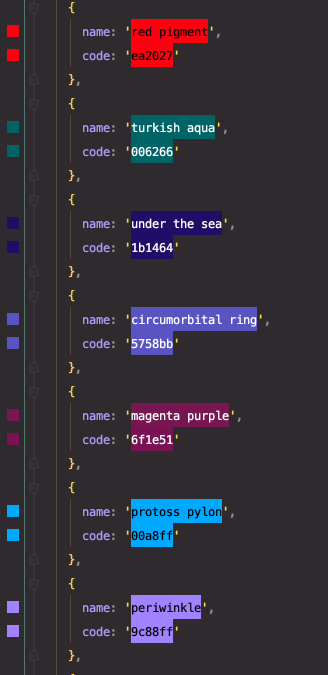 {
name: 'red pigment',
code: 'ea2027'
},
{
name: 'turkish aqua',
code: '006266'
},
{
name: 'under the sea',
code: '1b1464'
},
{
name: 'circumorbital ring',
code: '5758bb'
},
{
name: 'magenta purple',
code: '6f1e51'
},
{
name: 'protoss pylon',
code: '00a8ff'
},
{
name: 'periwinkle',
code: '9c88ff'
},